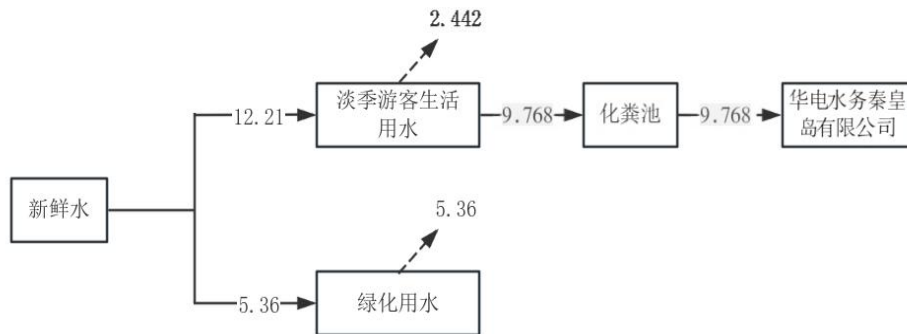 2.442
12.21
淡季游客生活
用水
9.768
化粪池
9.768
华电水务秦皇
岛有限公司
新鲜水
5.36
5.36
绿化用水